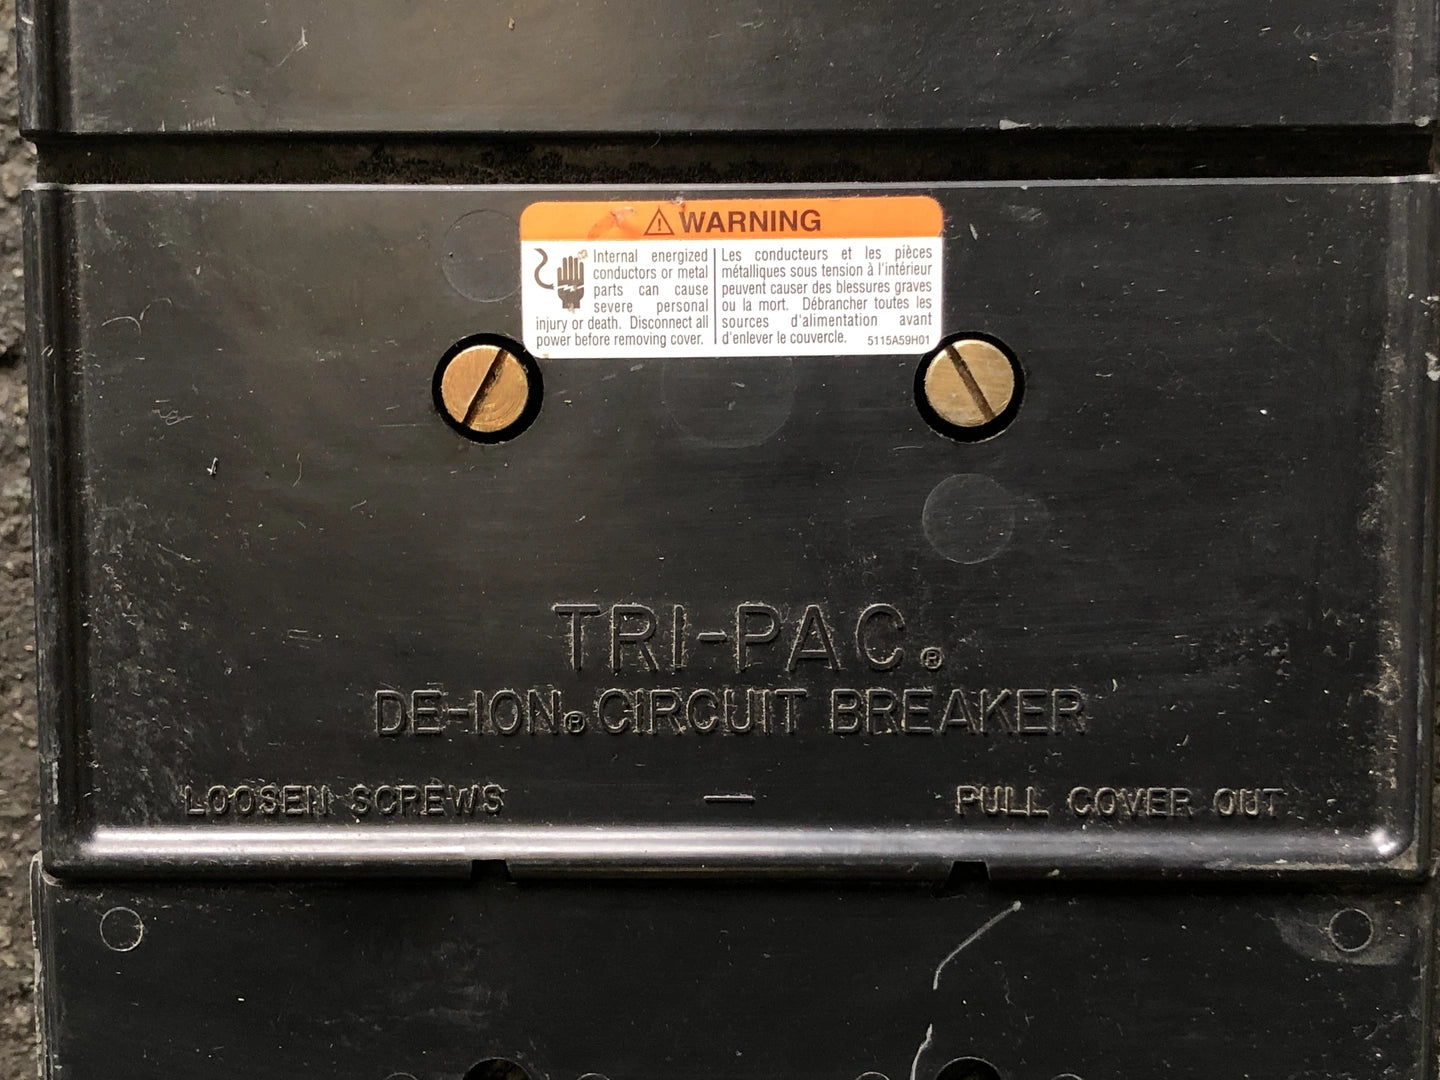 WARNING
Internal energized
conductors or metal
parts can cause
severe personal
injury or death. Disconnect all
power before removing cover.
Les conducteurs et les pièces
métalliques sous tension à l'intérieur
peuvent causer des blessures graves
ou la mort. Débrancher toutes les
sources d'alimentation avant
d'enlever le couvercle. 5115A59H01
TRI-PAC®
DE-ION® CIRCUIT BREAKER
LOOSEN SCREWS — PULL COVER OUT